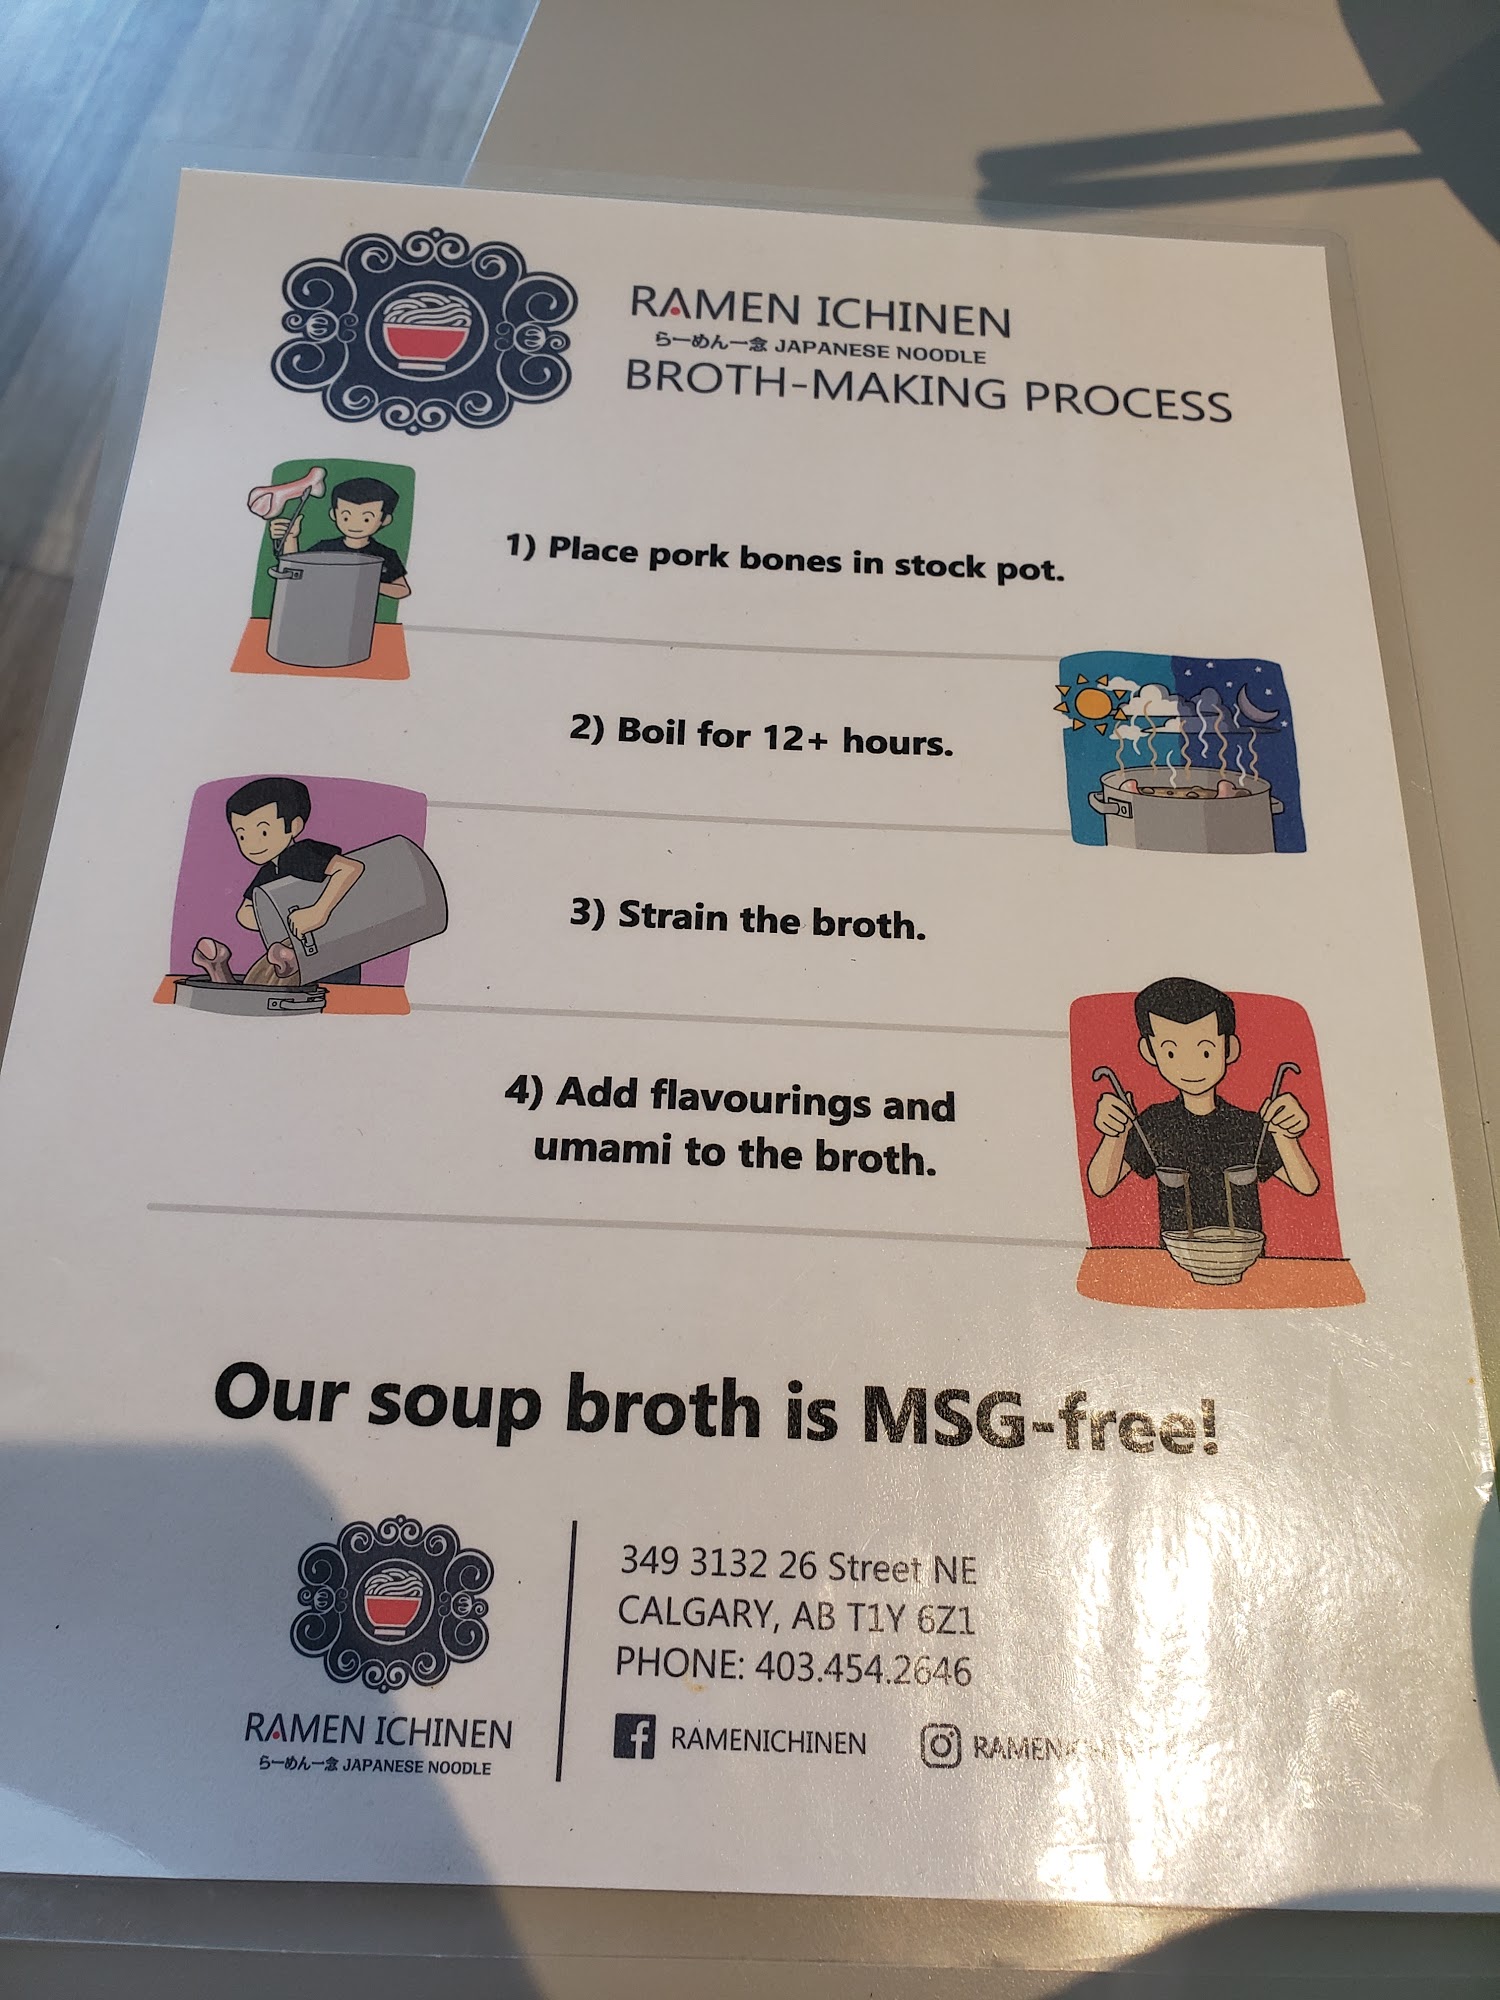 RAMEN ICHINEN
らーめん一念 JAPANESE NOODLE
BROTH-MAKING PROCESS
1) Place pork bones in stock pot.
2) Boil for 12+ hours.
3) Strain the broth.
4) Add flavourings and
umami to the broth.
Our soup broth is MSG-free!
RAMEN ICHINEN
らーめん一念 JAPANESE NOODLE
349 3132 26 Street NE
CALGARY, AB T1Y 6Z1
PHONE: 403.454.2646
RAMENICHINEN